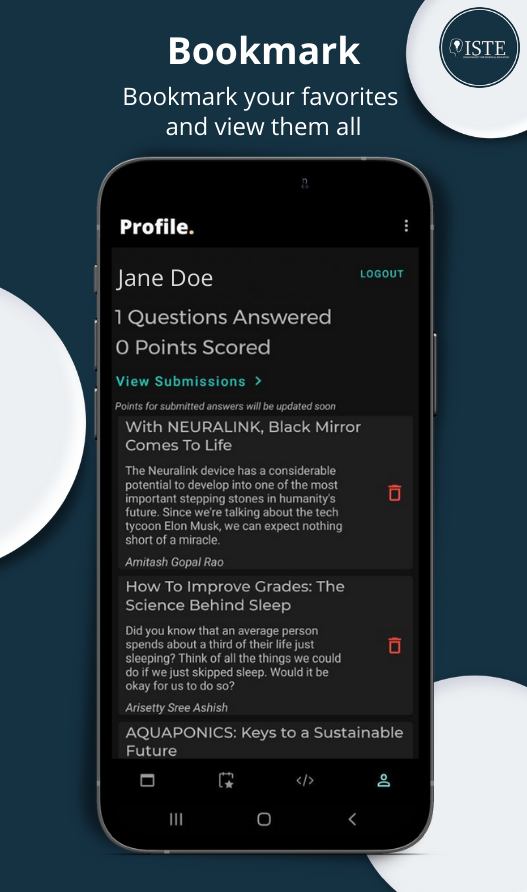 Bookmark
ISTE
Bookmark your favorites
and view them all
Profile.
Jane Doe
LOGOUT
1 Questions Answered
0 Points Scored
View Submissions >
Points for submitted answers will be updated soon
With NEURALINK, Black Mirror
Comes To Life
The Neuralink device has a considerable
potential to develop into one of the most
important stepping stones in humanity's
future. Since we're talking about the tech
tycoon Elon Musk, we can expect nothing
short of a miracle.
Amitash Gopal Rao
How To Improve Grades: The
Science Behind Sleep
Did you know that an average person
spends about a third of their life just
sleeping? Think of all the things we could
do if we just skipped sleep. Would it be
okay for us to do so?
Arisetty Sree Ashish
AQUAPONICS: Keys to a Sustainable
Future